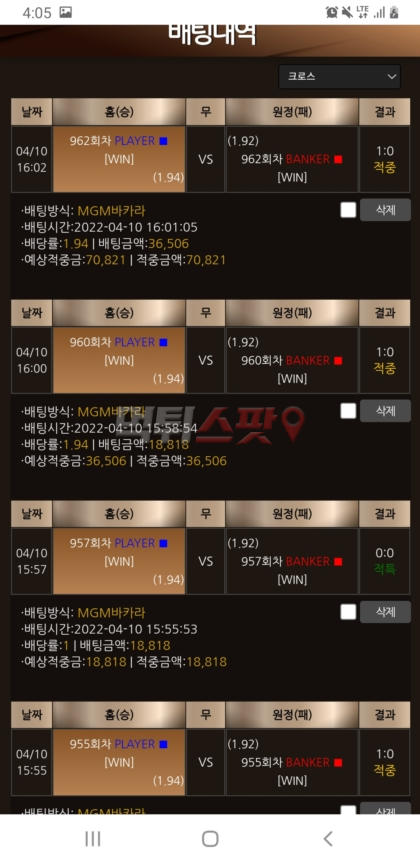 4:05
LTE
배팅내역
크로스
날짜 홈(승) 무 원정(패) 결과
04/10 16:02
962회차 PLAYER
[WIN]
(1.94)
VS
(1.92)
962회차 BANKER
[WIN]
1:0
적중
·배팅방식: MGM바카라
삭제
·배팅시간:2022-04-10 16:01:05
·배당률:1.94 | 배팅금액:36,506
·예상적중금:70,821 | 적중금액:70,821
날짜 홈(승) 무 원정(패) 결과
04/10 16:00
960회차 PLAYER
[WIN]
(1.94)
VS
(1.92)
960회차 BANKER
[WIN]
1:0
적중
·배팅방식: MGM바카라
삭제
·배팅시간:2022-04-10 15:58:54
·배당률:1.94 | 배팅금액:18,818
·예상적중금:36,506 | 적중금액:36,506
먹튀스팟
날짜 홈(승) 무 원정(패) 결과
04/10 15:57
957회차 PLAYER
[WIN]
(1.94)
VS
(1.92)
957회차 BANKER
[WIN]
0:0
적특
·배팅방식: MGM바카라
삭제
·배팅시간:2022-04-10 15:55:53
·배당률:1 | 배팅금액:18,818
·예상적중금:18,818 | 적중금액:18,818
날짜 홈(승) 무 원정(패) 결과
04/10 15:55
955회차 PLAYER
[WIN]
(1.94)
VS
(1.92)
955회차 BANKER
[WIN]
1:0
적중
·배팅방식: MGM바카라
삭제